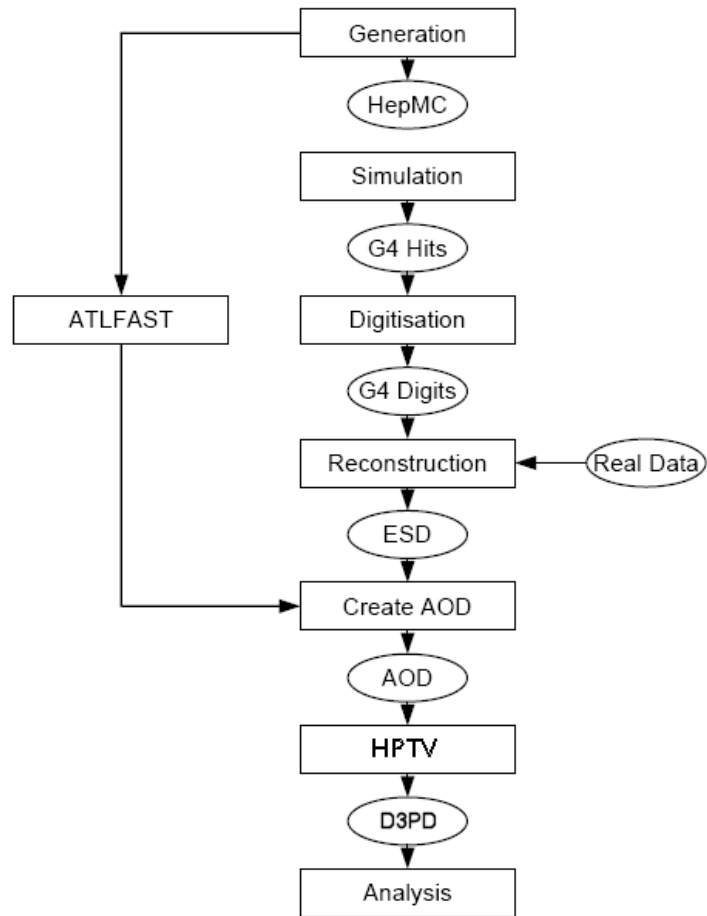 Generation
HepMC
Simulation
G4 Hits
ATLFAST
Digitisation
G4 Digits
Reconstruction
Real Data
ESD
Create AOD
AOD
HPTV
D3PD
Analysis